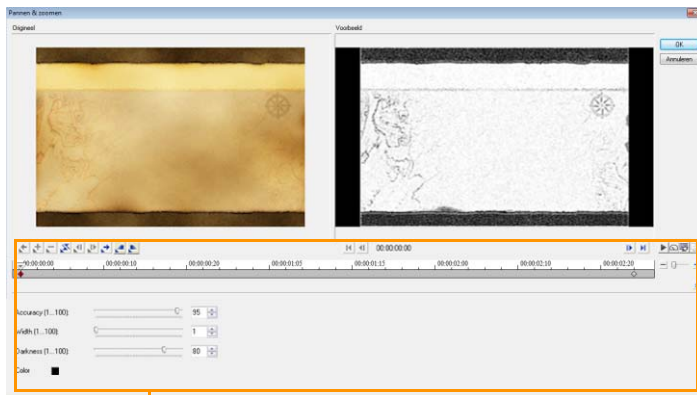 Pannen & zoomen
Origineel Voorbeeld
OK
Annuleren
00:00:00:00
00:00:00:00 00:00:00:10 00:00:00:20 00:00:01:05 00:00:01:15 00:00:02:00 00:00:02:10 00:00:02:20
Accuracy (1...100): 95
Width (1...100): 1
Darkness (1...100): 80
Color